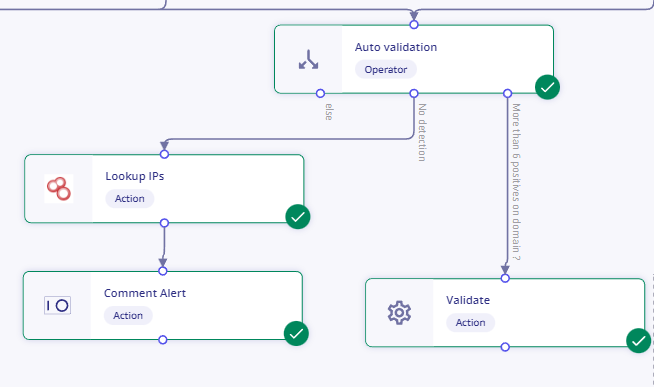 Auto validation
Operator
else
No detection
More than 6 positives on domain ?
Lookup IPs
Action
Comment Alert
Action
Validate
Action